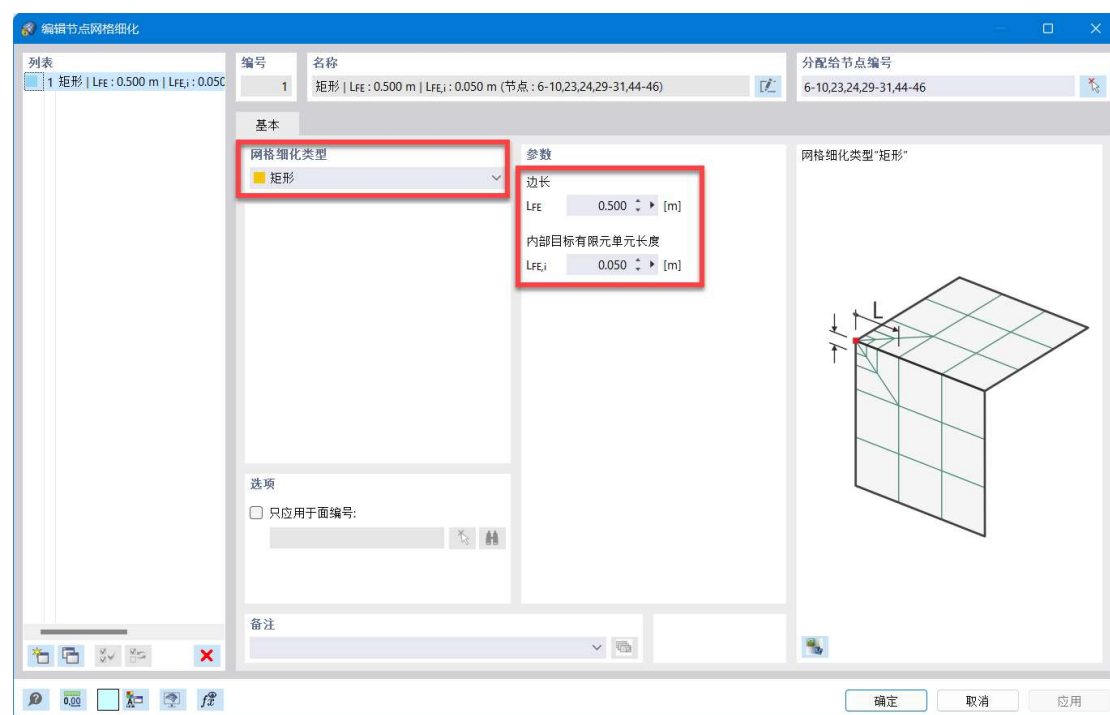 编辑节点网格细化
列表
1 矩形 | LFE : 0.500 m | LFE,i : 0.050
编号
1
名称
矩形 | LFE : 0.500 m | LFE,i : 0.050 m (节点 : 6-10,23,24,29-31,44-46)
分配给节点编号
6-10,23,24,29-31,44-46
基本
网格细化类型
矩形
参数
边长
LFE 0.500 [m]
内部目标有限元单元长度
LFE,i 0.050 [m]
网格细化类型"矩形"
L
选项
只应用于面编号:
备注
0,00
确定
取消
应用